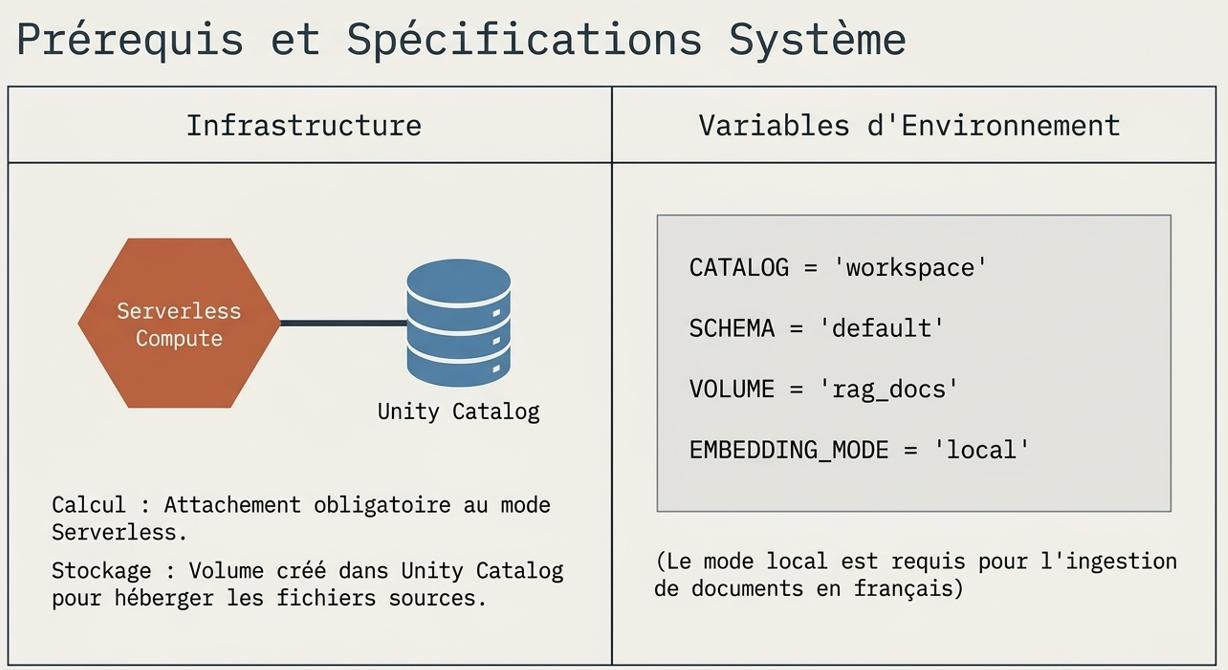 Prérequis et Spécifications Système
Infrastructure
Serverless
Compute
Unity Catalog
Calcul : Attachement obligatoire au mode
Serverless.
Stockage : Volume créé dans Unity Catalog
pour héberger les fichiers sources.
Variables d'Environnement
CATALOG = 'workspace'
SCHEMA = 'default'
VOLUME = 'rag_docs'
EMBEDDING_MODE = 'local'
(Le mode local est requis pour l'ingestion
de documents en français)